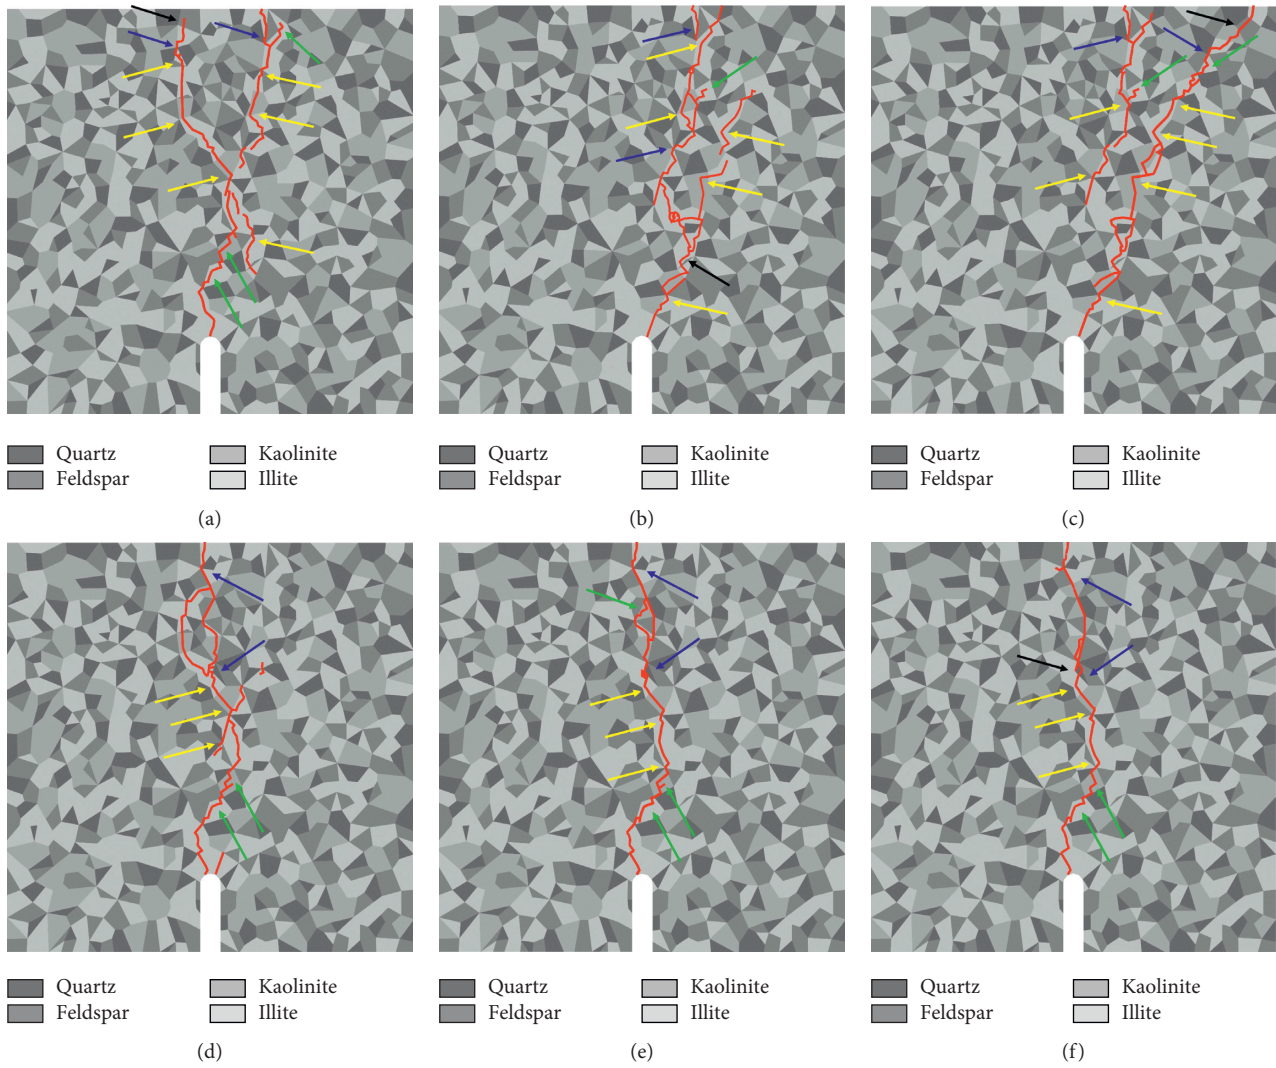 Quartz Kaolinite Quartz Kaolinite Quartz Kaolinite
Feldspar Illite Feldspar Illite Feldspar Illite
(a) (b) (c)
Quartz Kaolinite Quartz Kaolinite Quartz Kaolinite
Feldspar Illite Feldspar Illite Feldspar Illite
(d) (e) (f)